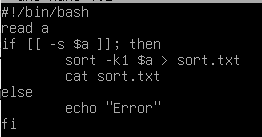 #!/bin/bash
read a
if [[ -s $a ]]; then
        sort -k1 $a > sort.txt
        cat sort.txt
else
        echo "Error"
fi